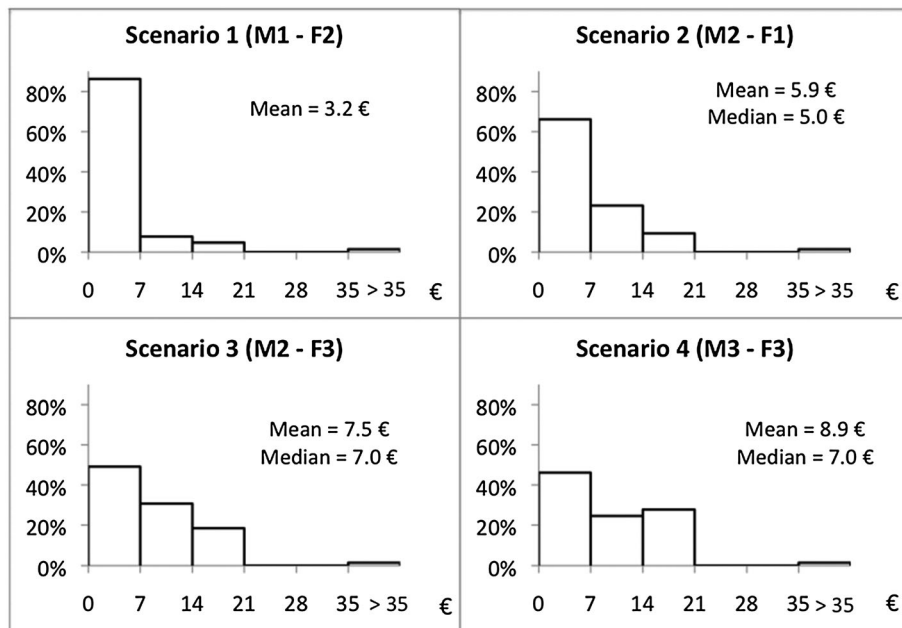 Scenario 1 (M1 - F2)
Mean = 3.2 €
80%
60%
40%
20%
0%
0 7 14 21 28 35 > 35 €
Scenario 2 (M2 - F1)
Mean = 5.9 €
Median = 5.0 €
80%
60%
40%
20%
0%
0 7 14 21 28 35 > 35 €
Scenario 3 (M2 - F3)
Mean = 7.5 €
Median = 7.0 €
80%
60%
40%
20%
0%
0 7 14 21 28 35 > 35 €
Scenario 4 (M3 - F3)
Mean = 8.9 €
Median = 7.0 €
80%
60%
40%
20%
0%
0 7 14 21 28 35 > 35 €